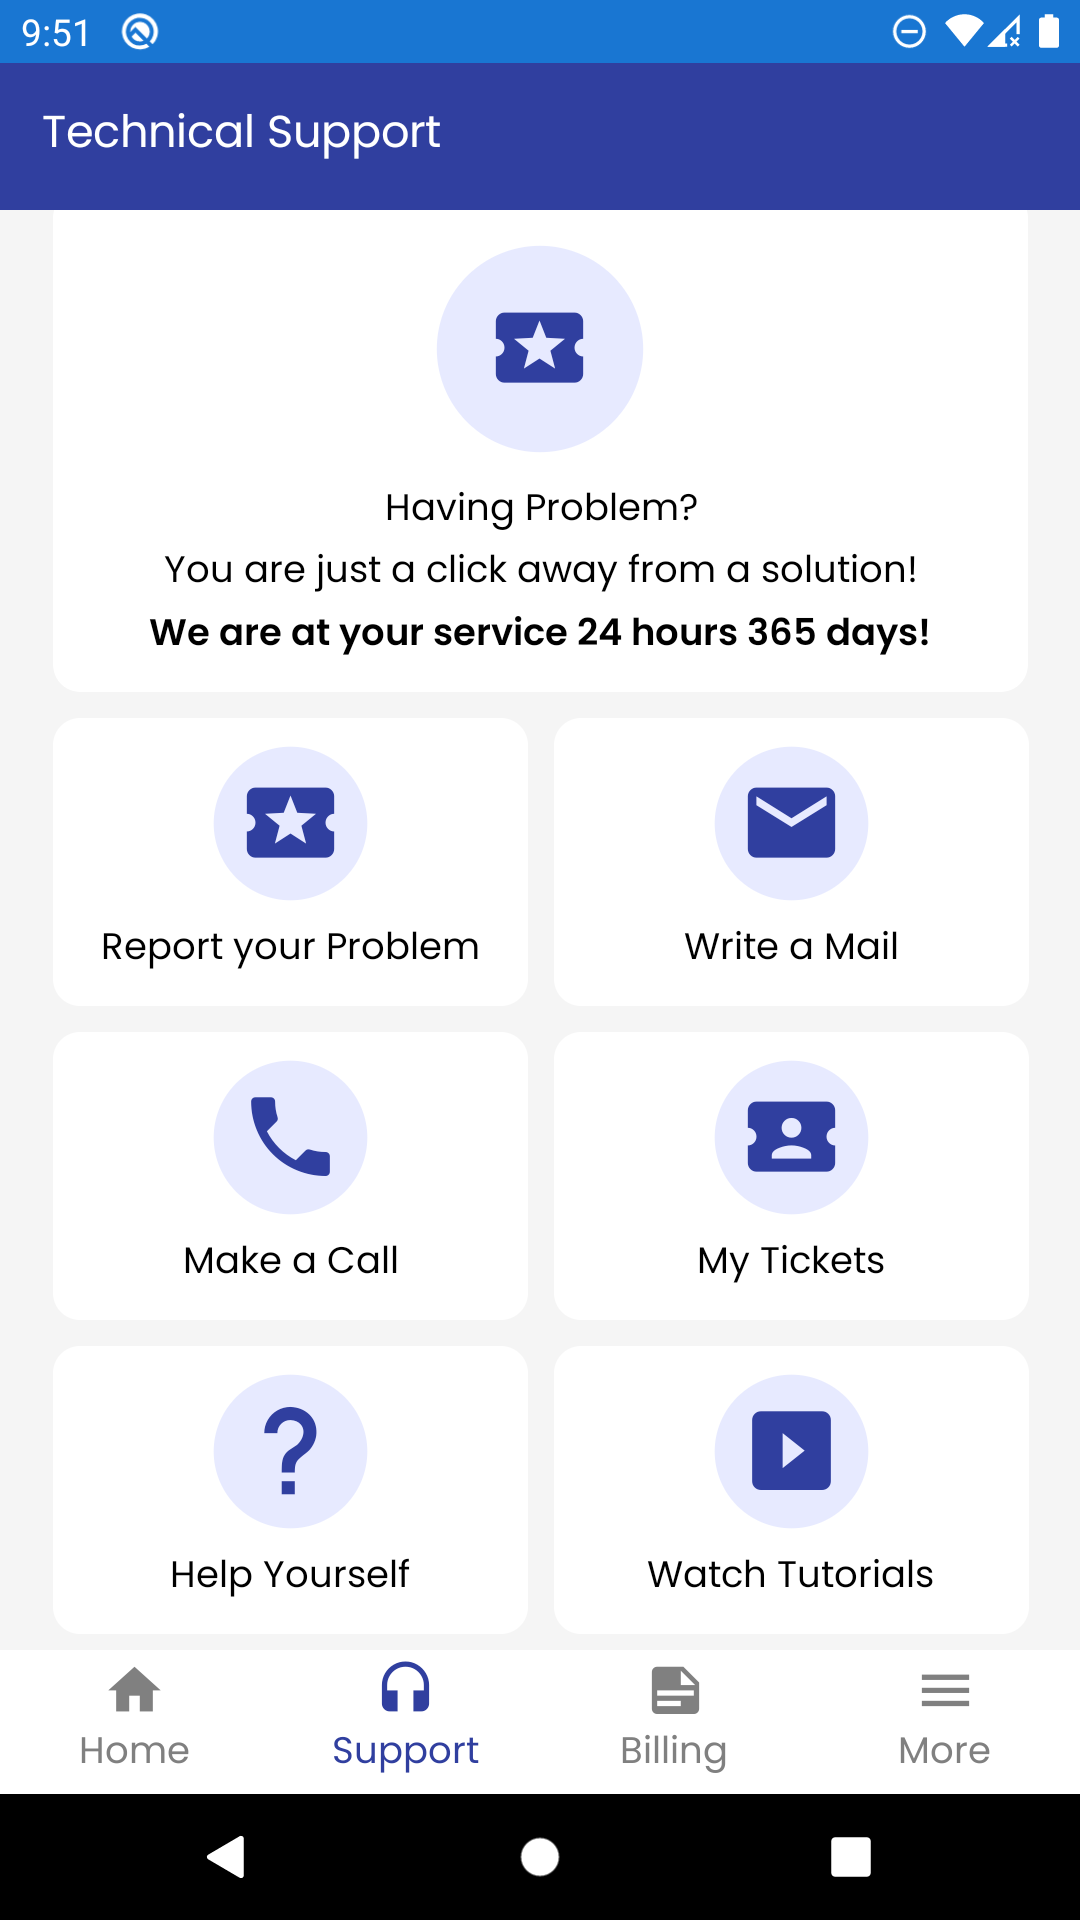 9:51
Technical Support
Having Problem?
You are just a click away from a solution!
We are at your service 24 hours 365 days!
Report your Problem
Write a Mail
Make a Call
My Tickets
Help Yourself
Watch Tutorials
Home
Support
Billing
More